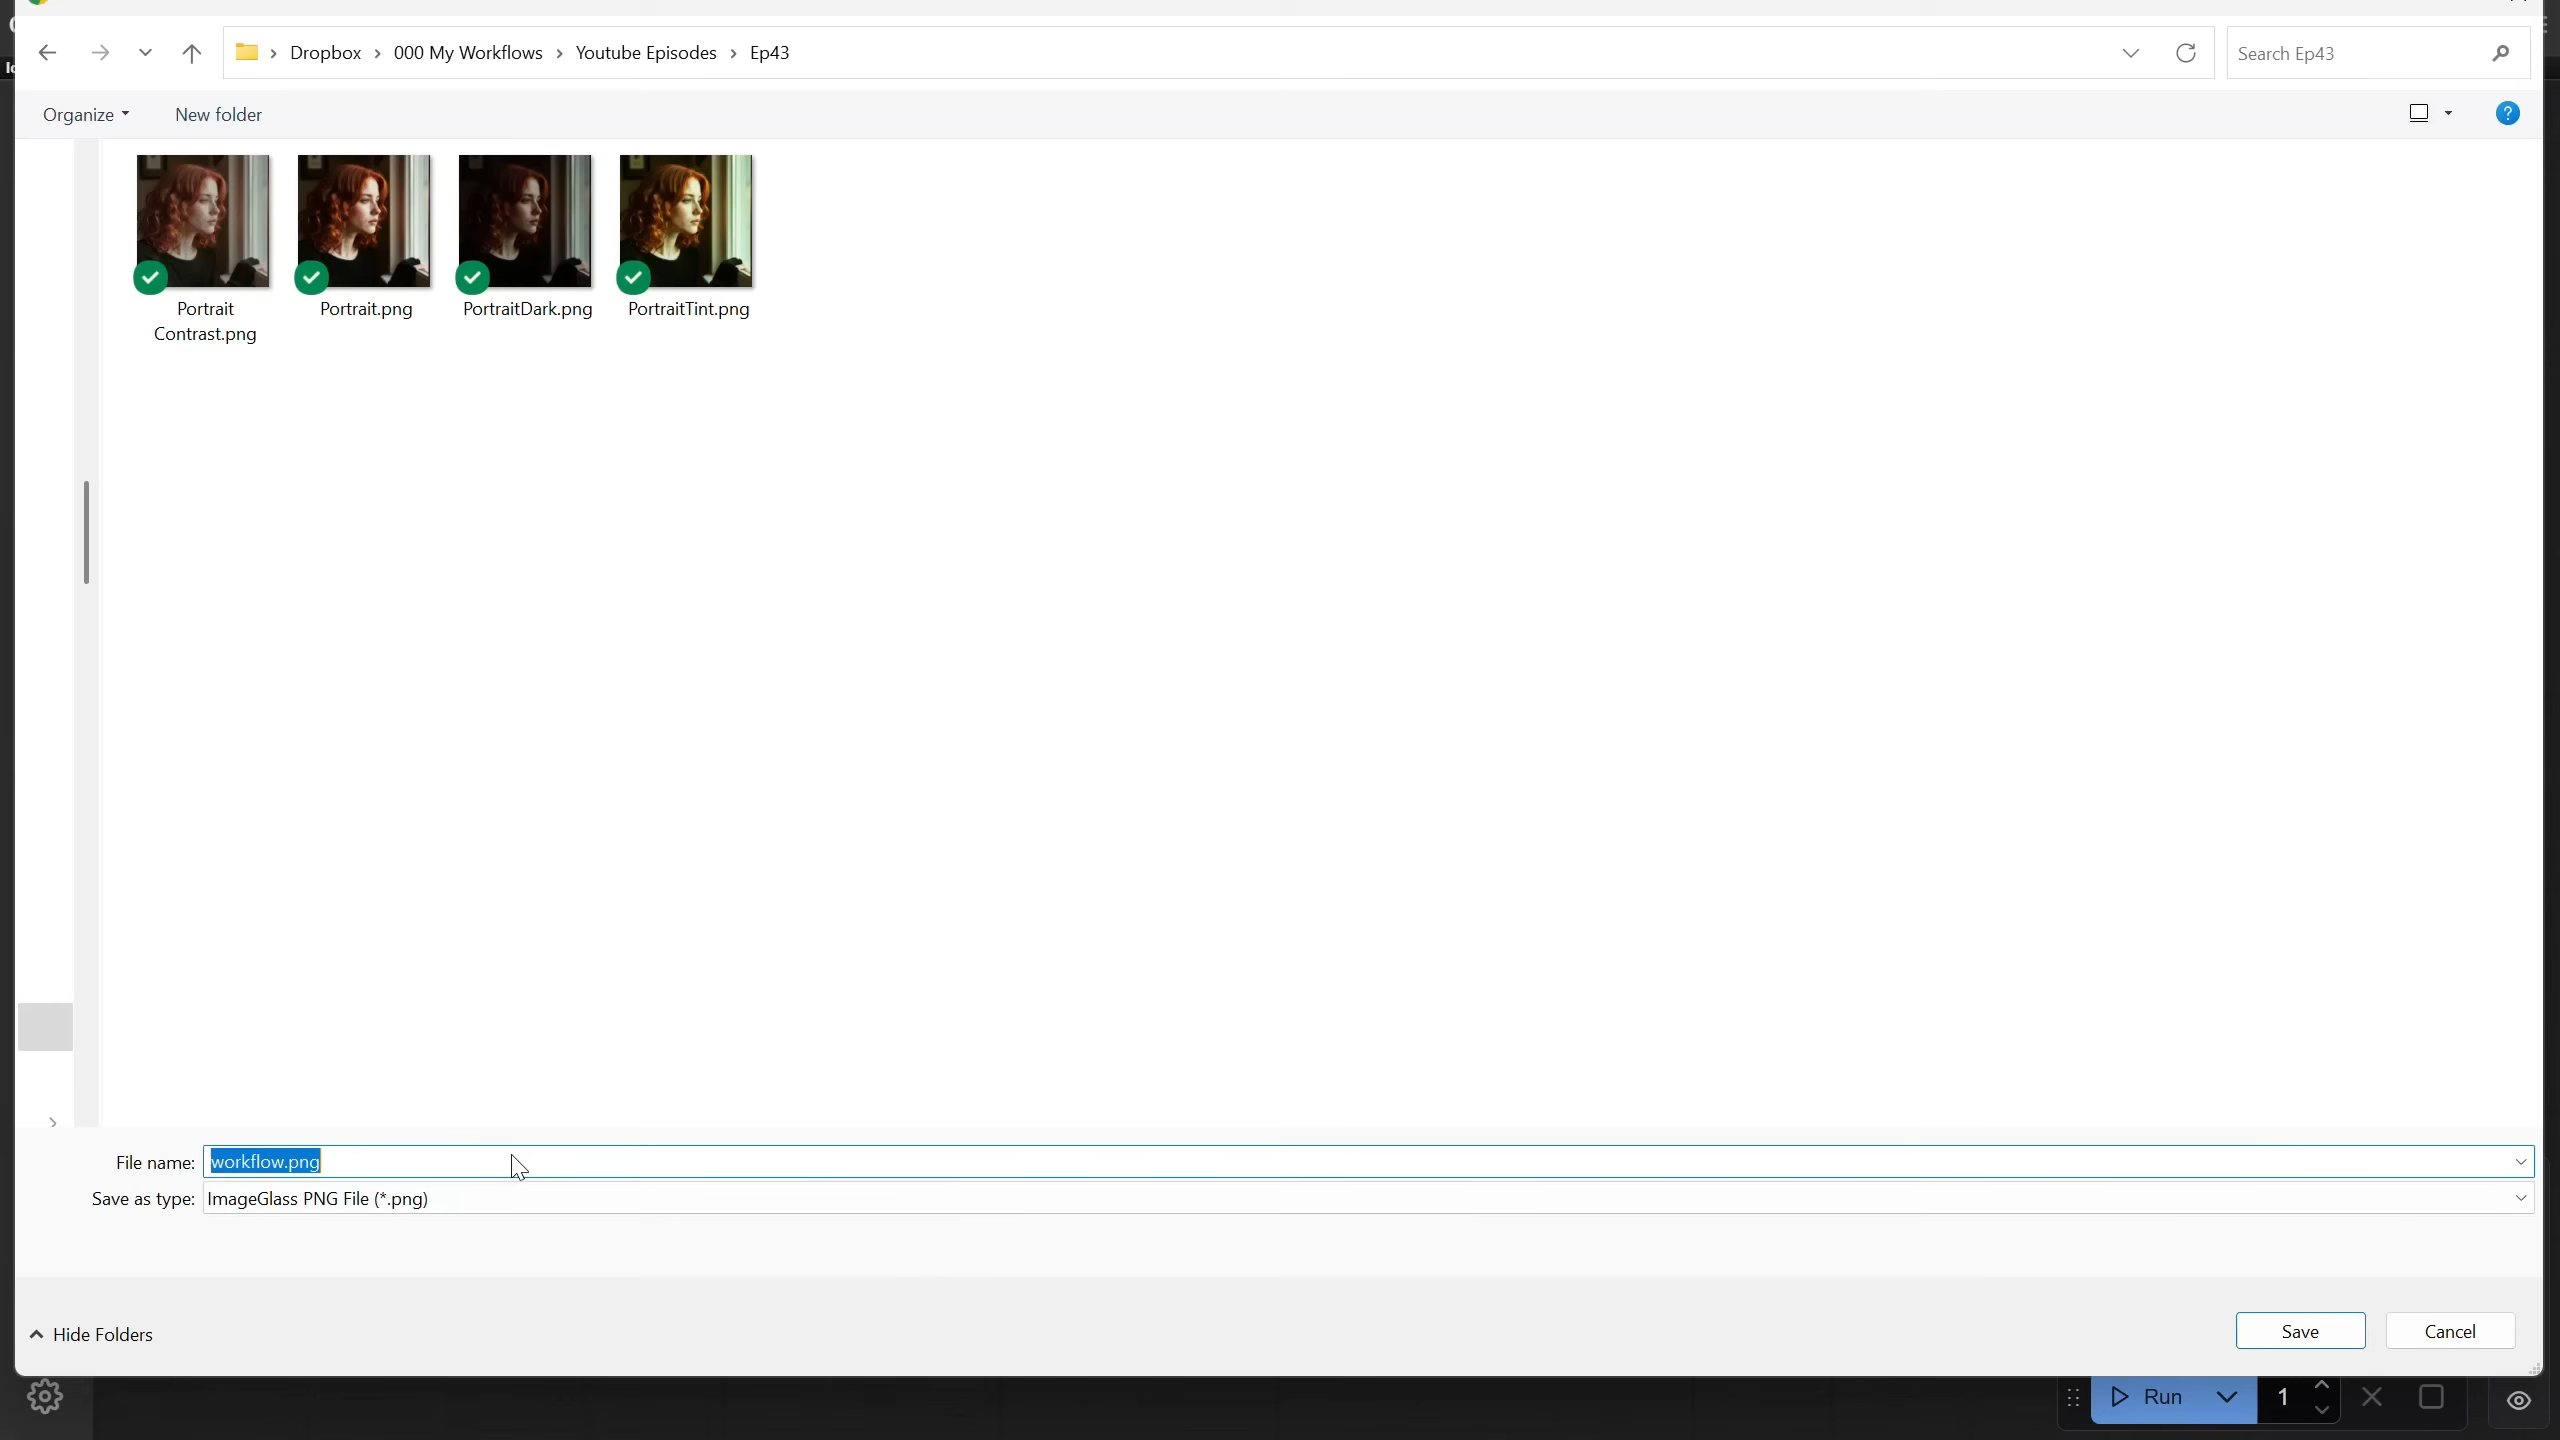 Dropbox > 000 My Workflows > Youtube Episodes > Ep43
Search Ep43
Organize
New folder
?
Portrait
Contrast.png
Portrait.png
PortraitDark.png
PortraitTint.png
File name: workflow.png
Save as type: ImageGlass PNG File (*.png)
Hide Folders
Save
Cancel
Run
1